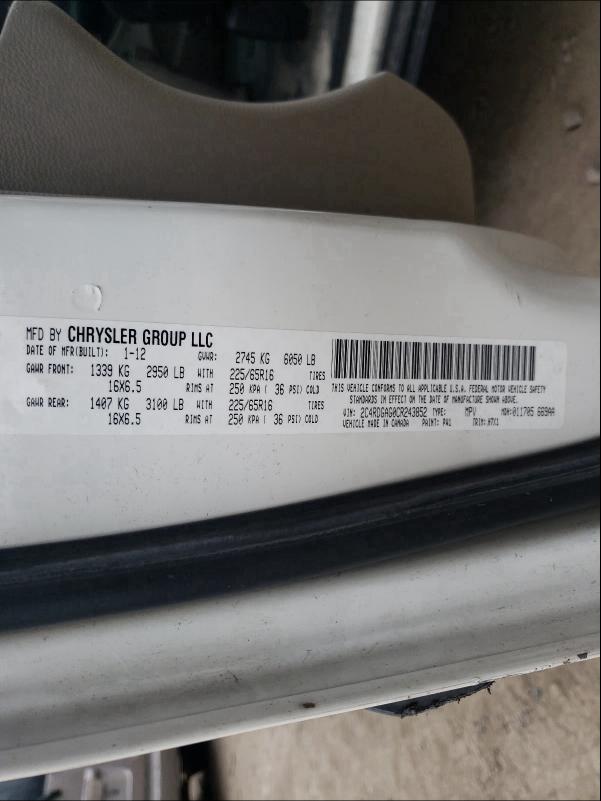 MFD BY CHRYSLER GROUP LLC
DATE OF MFR(BUILT): 1-12 GVWR: 2745 KG 6050 LB
GAWR FRONT: 1339 KG 2950 LB WITH 225/65R16 TIRES
16X6.5 RIMS AT 250 KPA ( 36 PSI) COLD
GAWR REAR: 1407 KG 3100 LB WITH 225/65R16 TIRES
16X6.5 RIMS AT 250 KPA ( 36 PSI) COLD
THIS VEHICLE CONFORMS TO ALL APPLICABLE U.S.A. FEDERAL MOTOR VEHICLE SAFETY
STANDARDS IN EFFECT ON THE DATE OF MANUFACTURE SHOWN ABOVE.
VIN: 2C4RDGAG0CR243852 TYPE: MPV MDH: 011705 669AA
VEHICLE MADE IN CANADA PAINT: PW1 TRIM: H7X1